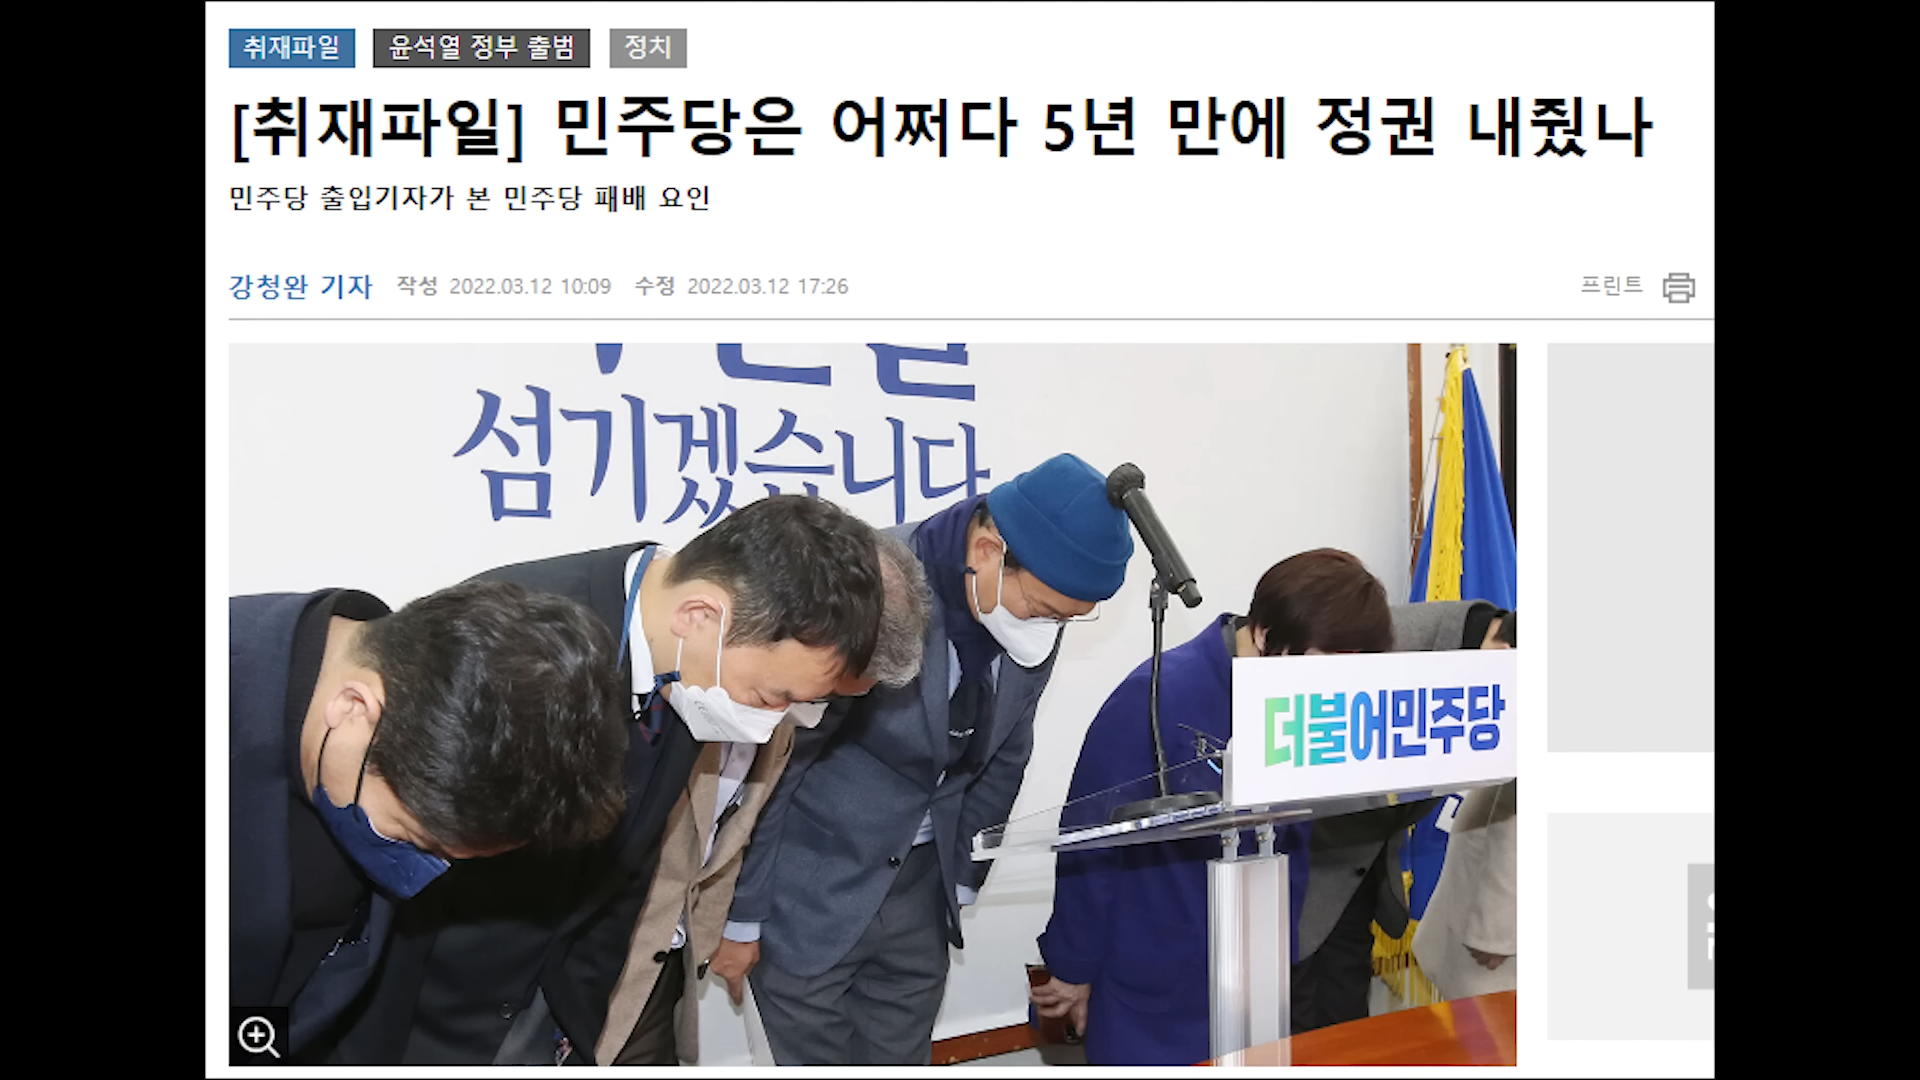 취재파일 윤석열 정부 출범 정치
[취재파일] 민주당은 어쩌다 5년 만에 정권 내줬나
민주당 출입기자가 본 민주당 패배 요인
강청완 기자 작성 2022.03.12 10:09 수정 2022.03.12 17:26 프린트
섬기겠습니다
더불어민주당